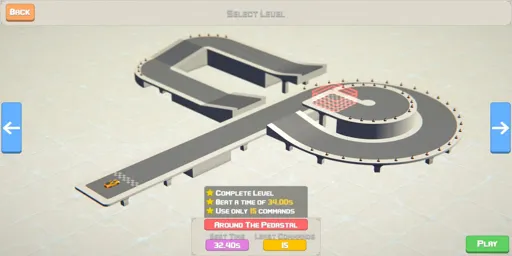 Select Level
Back
Complete Level
Beat a time of 34.00s
Use only 15 commands
Around The Pedastal
Best Time
Least Commands
32.40s
15
Play